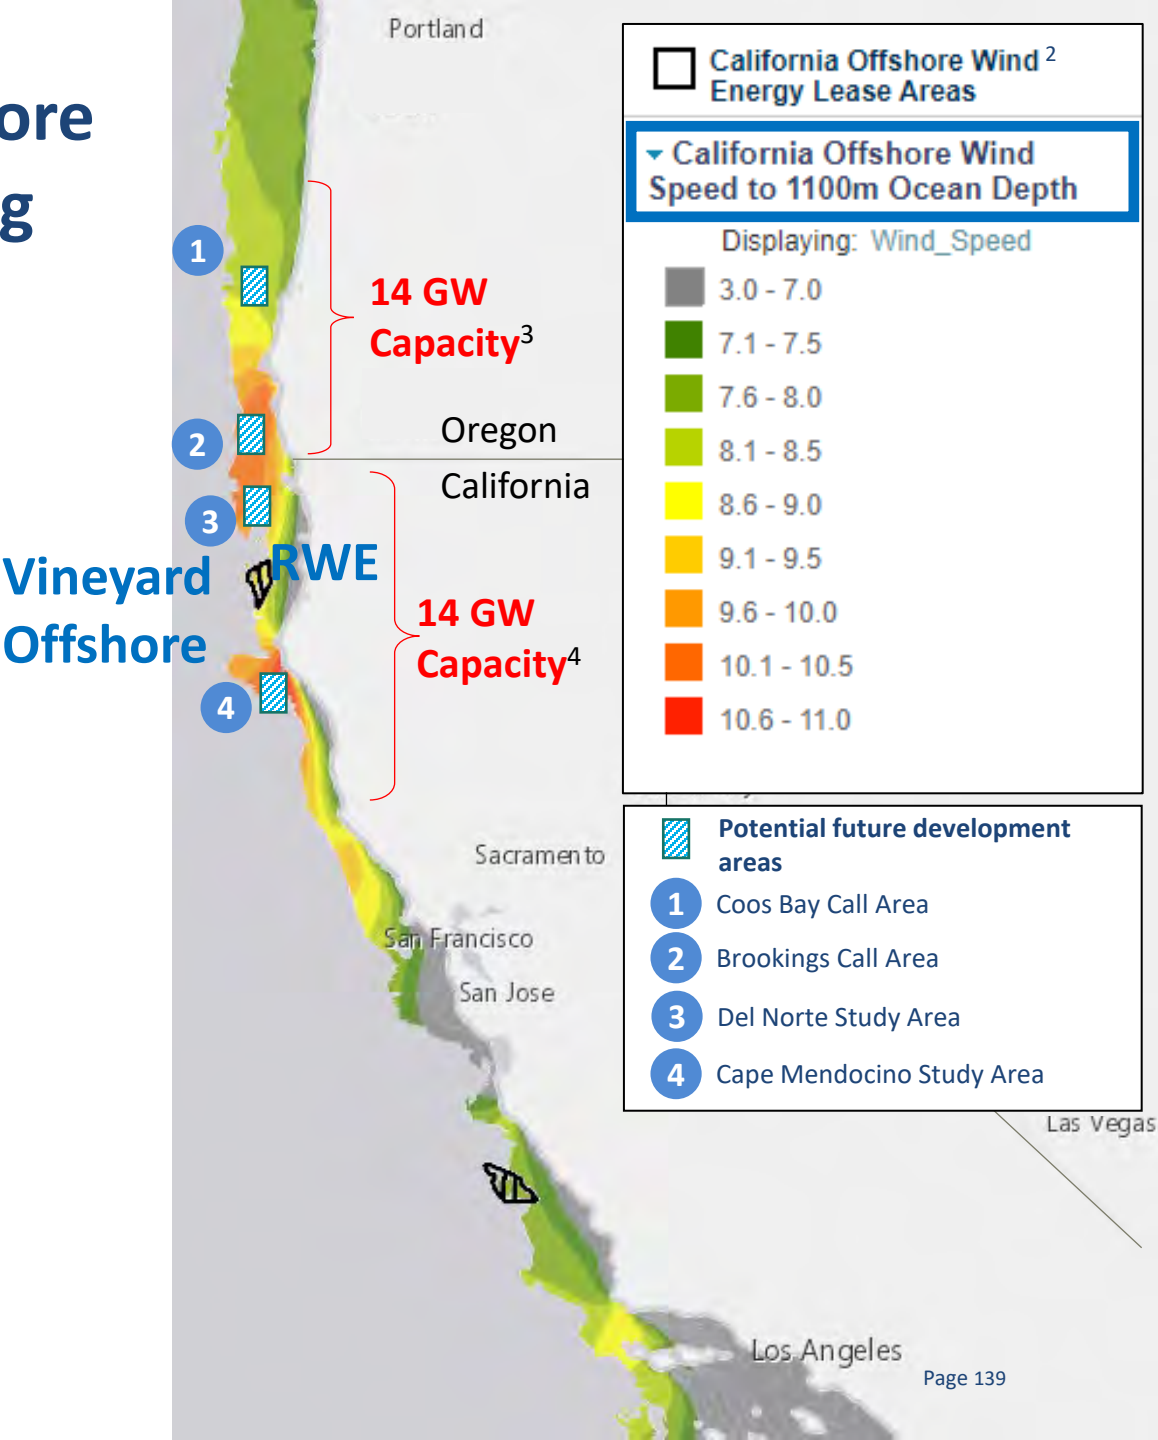 Portland
ore
g
California Offshore Wind 2
Energy Lease Areas
California Offshore Wind
Speed to 1100m Ocean Depth
Displaying: Wind_Speed
3.0 - 7.0
7.1 - 7.5
7.6 - 8.0
8.1 - 8.5
8.6 - 9.0
9.1 - 9.5
9.6 - 10.0
10.1 - 10.5
10.6 - 11.0
1
14 GW
Capacity3
2
Oregon
California
3
Vineyard
Offshore
RWE
14 GW
Capacity4
4
Potential future development
areas
1 Coos Bay Call Area
2 Brookings Call Area
3 Del Norte Study Area
4 Cape Mendocino Study Area
Sacramento
San Francisco
San Jose
Las Vegas
Los Angeles
Page 139